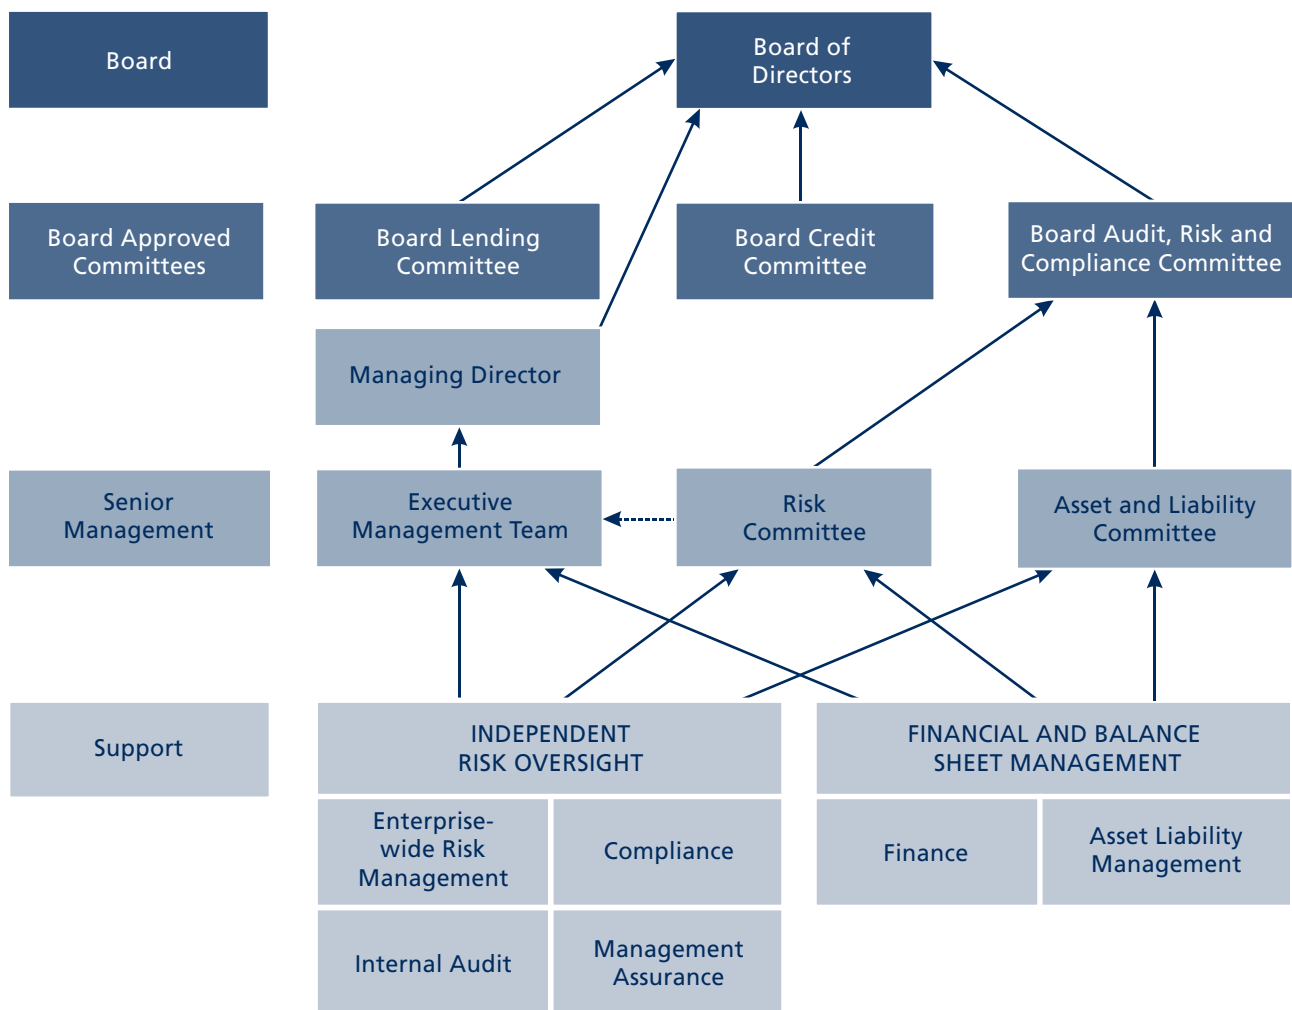 Board
Board of
Directors
Board Approved
Committees
Board Lending
Committee
Board Credit
Committee
Board Audit, Risk and
Compliance Committee
Managing Director
Senior
Management
Executive
Management Team
Risk
Committee
Asset and Liability
Committee
Support
INDEPENDENT
RISK OVERSIGHT
FINANCIAL AND BALANCE
SHEET MANAGEMENT
Enterprise-
wide Risk
Management
Compliance
Finance
Asset Liability
Management
Internal Audit
Management
Assurance